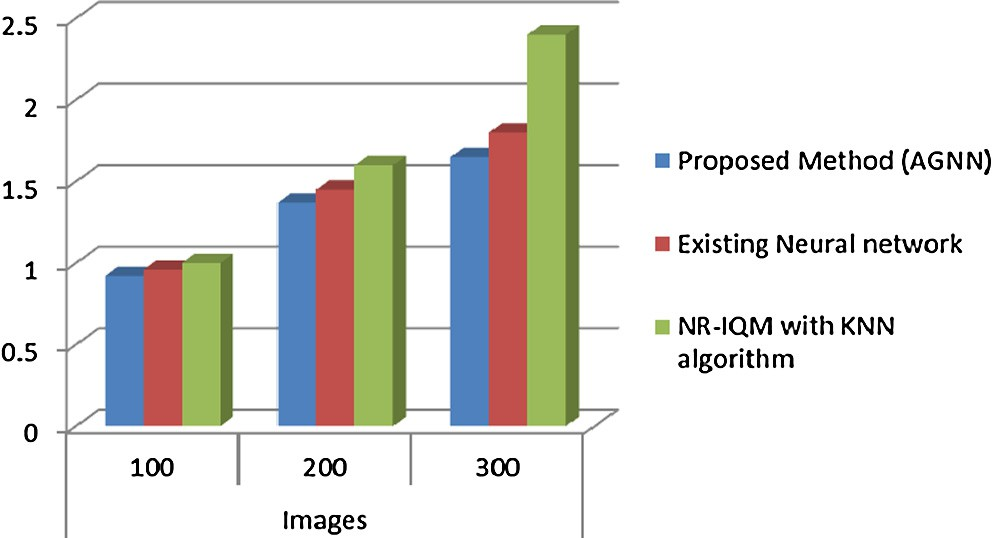 2.5
2
1.5
1
0.5
0
100 200 300
Images
Proposed Method (AGNN)
Existing Neural network
NR-IQM with KNN
algorithm